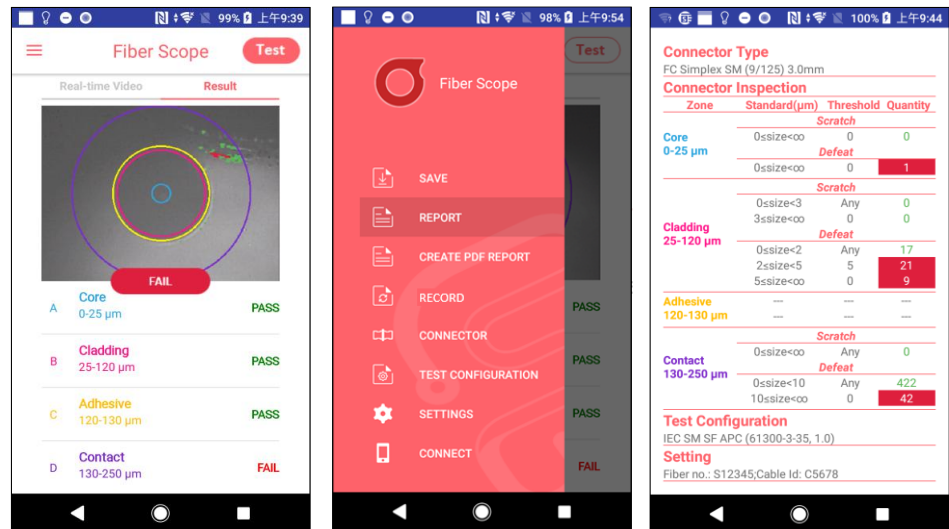 99% 上午9:39
Fiber Scope
Test
Real-time Video
Result
FAIL
A
Core
0-25 μm
PASS
B
Cladding
25-120 μm
PASS
C
Adhesive
120-130 μm
PASS
D
Contact
130-250 μm
FAIL
98% 上午9:54
Test
Fiber Scope
SAVE
REPORT
CREATE PDF REPORT
RECORD
PASS
CONNECTOR
TEST CONFIGURATION
PASS
SETTINGS
PASS
CONNECT
FAIL
100% 上午9:44
Connector Type
FC Simplex SM (9/125) 3.0mm
Connector Inspection
Zone Standard(μm) Threshold Quantity
Scratch
Core
0-25 μm
0≤size<∞ 0 0
Defeat
0≤size<∞ 0 1
Scratch
0≤size<3 Any 0
3≤size<∞ 0 0
Cladding
25-120 μm
Defeat
0≤size<2 Any 17
2≤size<5 5 21
5≤size<∞ 0 9
Adhesive
120-130 μm
--- --- ---
--- --- ---
Scratch
0≤size<∞ Any 0
Contact
130-250 μm
Defeat
0≤size<10 Any 422
10≤size<∞ 0 42
Test Configuration
IEC SM SF APC (61300-3-35, 1.0)
Setting
Fiber no.: S12345;Cable Id: C5678